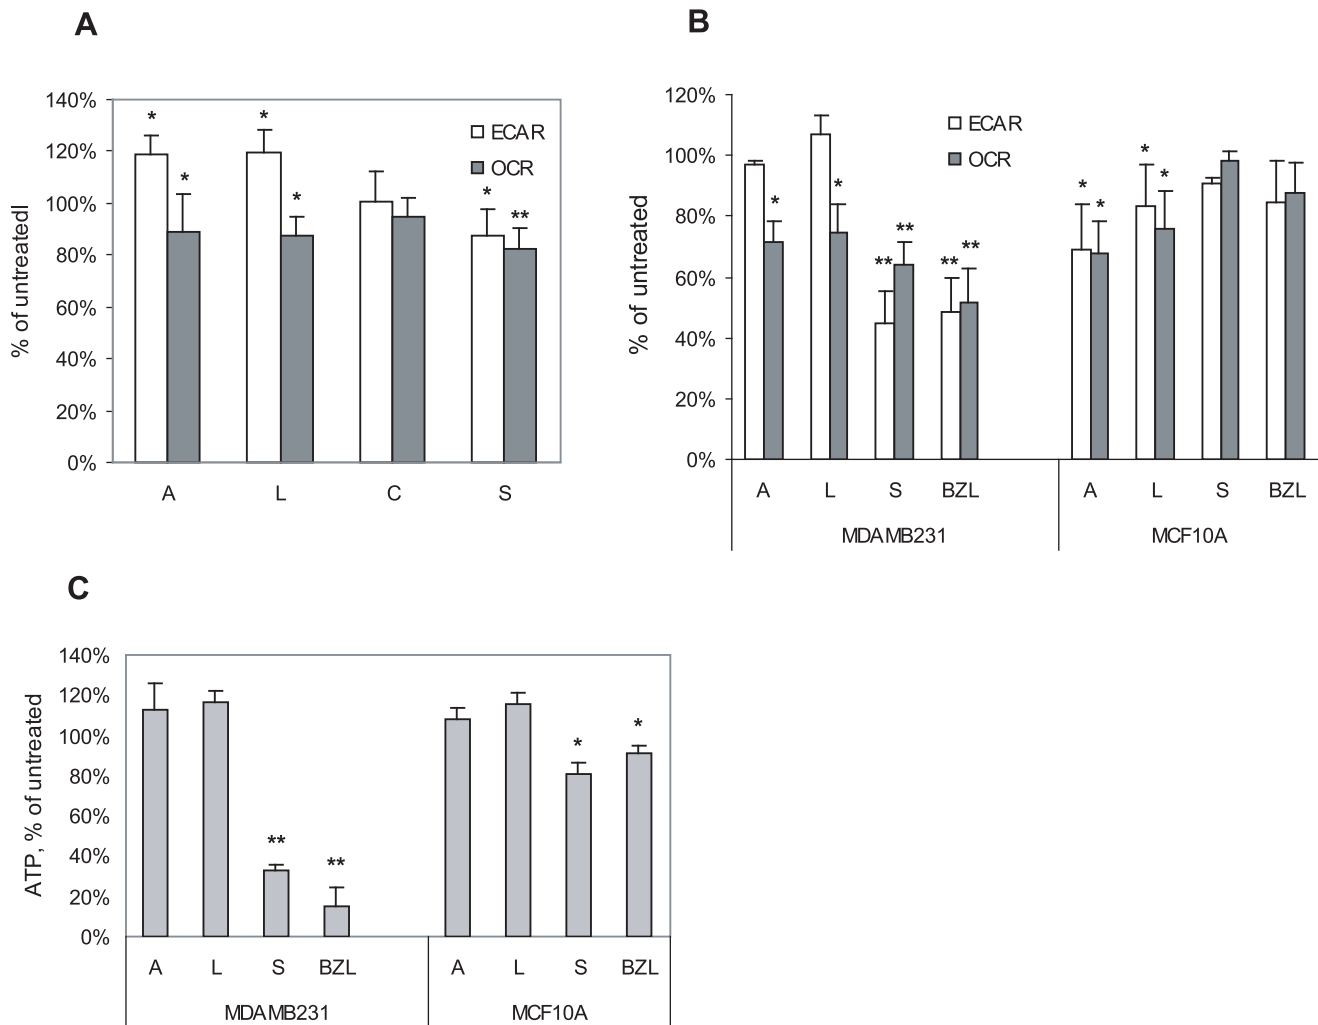 A
140%
120%
100%
80%
60%
40%
20%
0%
% of untreatedl
ECAR
OCR
* * * * * **
A L C S
B
120%
100%
80%
60%
40%
20%
0%
% of untreated
ECAR
OCR
* * ** ** ** ** * * * *
A L S BZL A L S BZL
MDAMB231 MCF10A
C
140%
120%
100%
80%
60%
40%
20%
0%
ATP, % of untreated
** ** * *
A L S BZL A L S BZL
MDAMB231 MCF10A